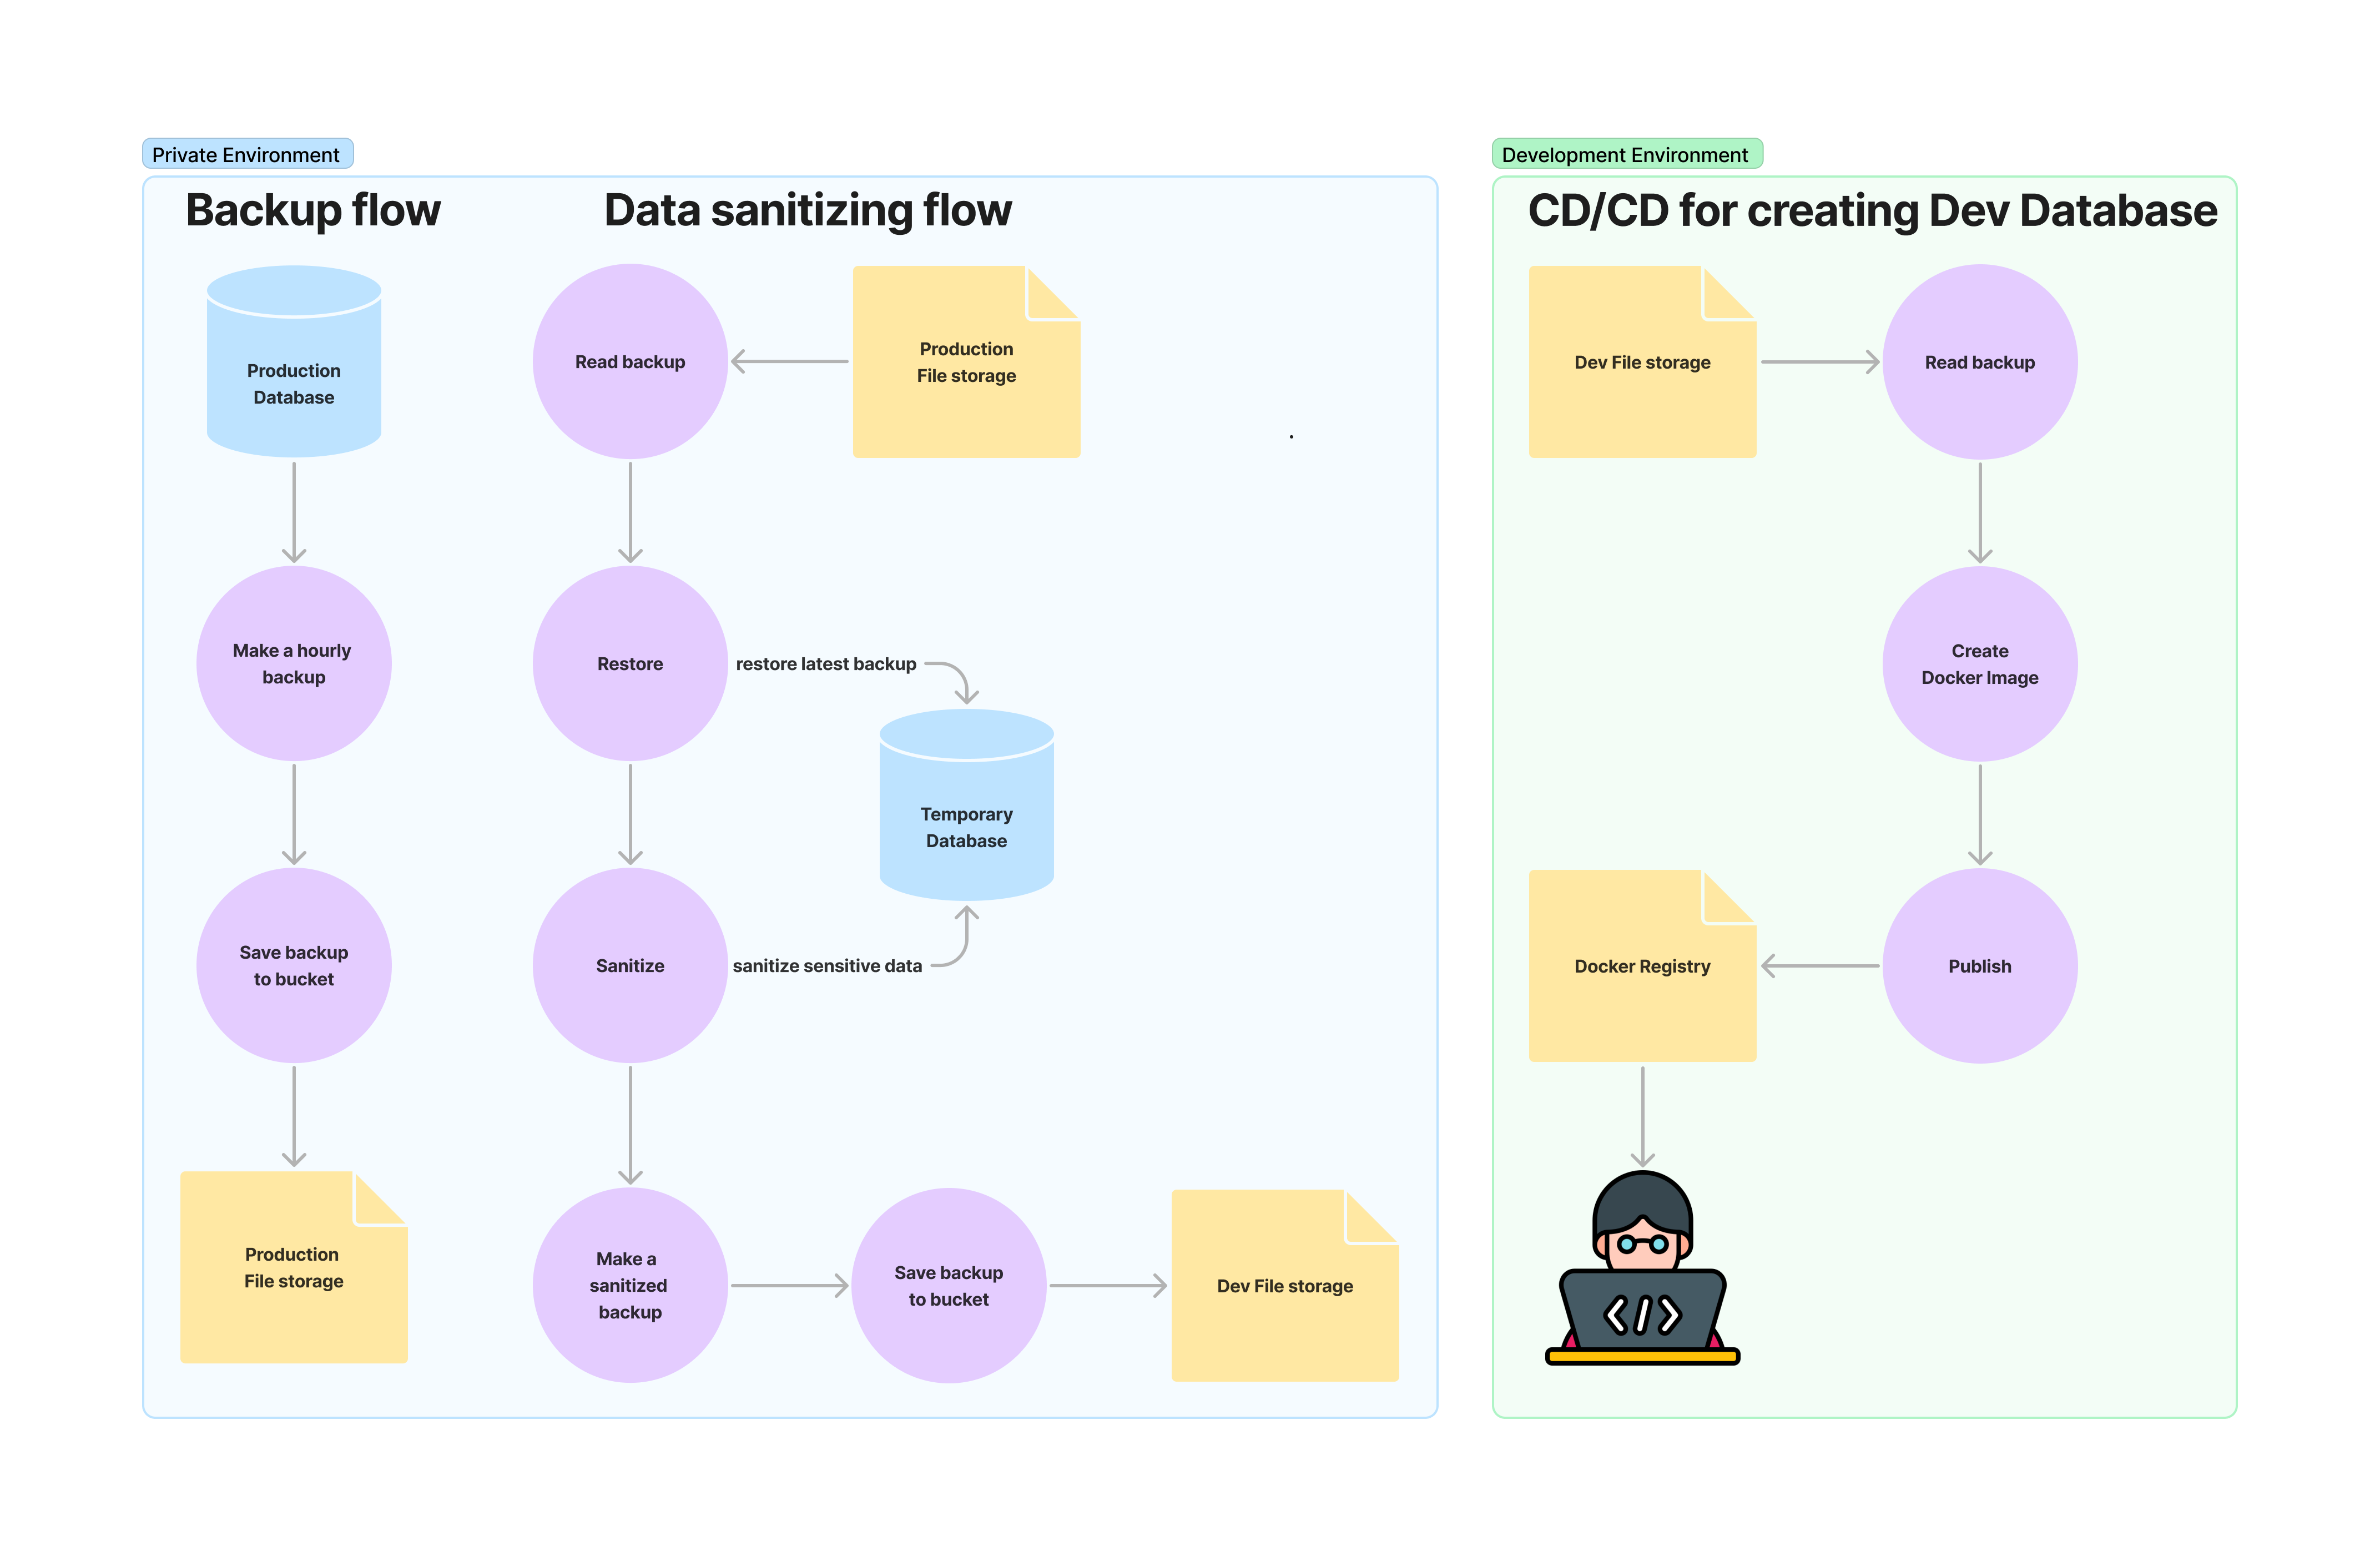 Private Environment
Backup flow
Production
Database
Make a hourly
backup
Save backup
to bucket
Production
File storage
Data sanitizing flow
Read backup
Production
File storage
Restore
restore latest backup
Temporary
Database
Sanitize
sanitize sensitive data
Make a
sanitized
backup
Save backup
to bucket
Dev File storage
Development Environment
CD/CD for creating Dev Database
Dev File storage
Read backup
Create
Docker Image
Publish
Docker Registry
</>